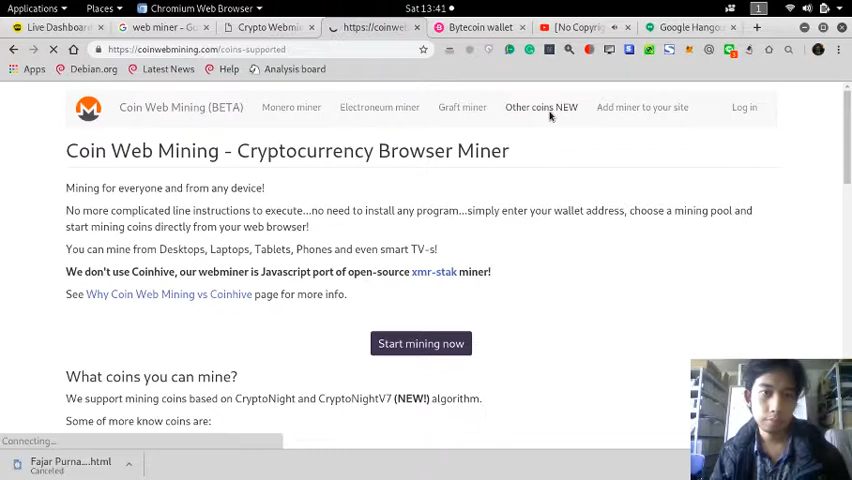 Applications
Places
Chromium Web Browser
Sat 13:41
1
Live Dashboard
web miner - G
Crypto Webmin
https://coinweb
Bytecoin wallet
[No Copyrig
Google Hango
https://coinwebmining.com/coins-supported
Apps
Debian.org
Latest News
Help
Analysis board
Coin Web Mining (BETA)
Monero miner
Electroneum miner
Graft miner
Other coins NEW
Add miner to your site
Log in
Coin Web Mining - Cryptocurrency Browser Miner
Mining for everyone and from any device!
No more complicated line instructions to execute...no need to install any program...simply enter your wallet address, choose a mining pool and
start mining coins directly from your web browser!
You can mine from Desktops, Laptops, Tablets, Phones and even smart TV-s!
We don't use Coinhive, our webminer is Javascript port of open-source xmr-stak miner!
See Why Coin Web Mining vs Coinhive page for more info.
Start mining now
What coins you can mine?
We support mining coins based on CryptoNight and CryptoNightV7 (NEW!) algorithm.
Some of more know coins are:
Connecting...
Fajar Purna....html
Canceled